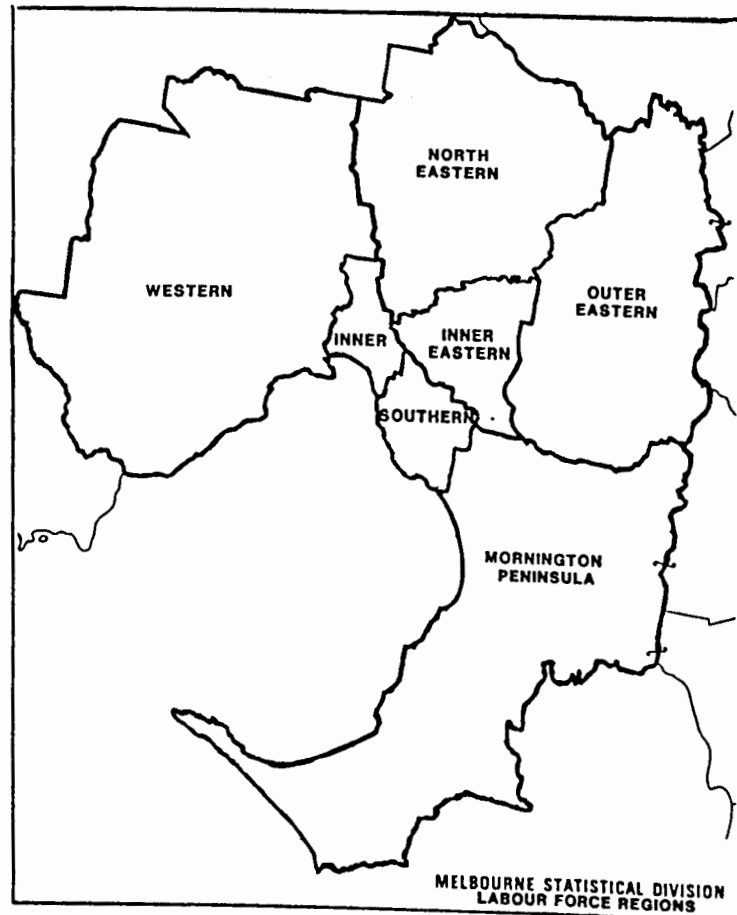 NORTH
EASTERN
WESTERN
OUTER
EASTERN
INNER
INNER
EASTERN
SOUTHERN
MORNINGTON
PENINSULA
MELBOURNE STATISTICAL DIVISION
LABOUR FORCE REGIONS